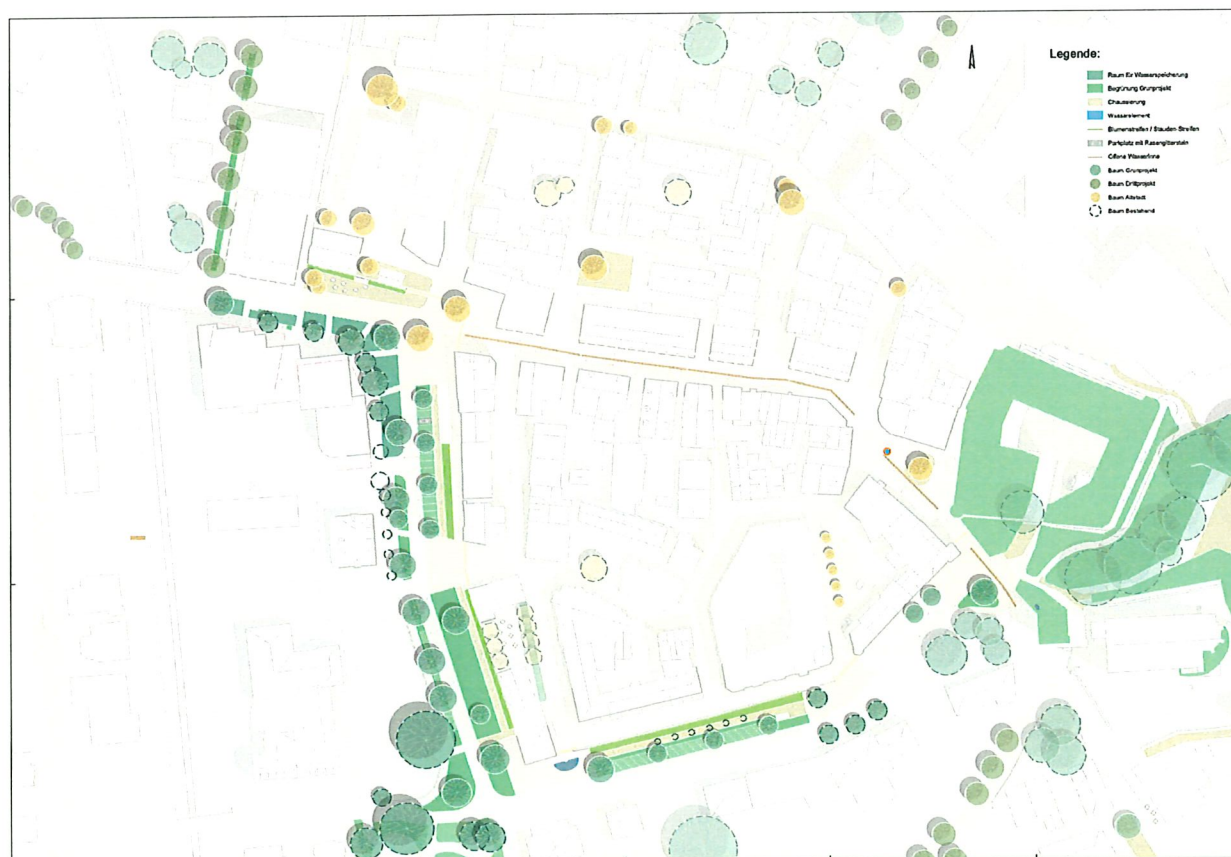 Legende:
Raum für Wasserspeicherung
Begrünung Grünprojekt
Chaussierung
Wasserelement
Blumenstreifen / Stauden-Streifen
Parkplatz mit Rasengitterstein
Offene Wasserrinne
Baum Grünprojekt
Baum Drittprojekt
Baum Altstadt
Baum Bestehend